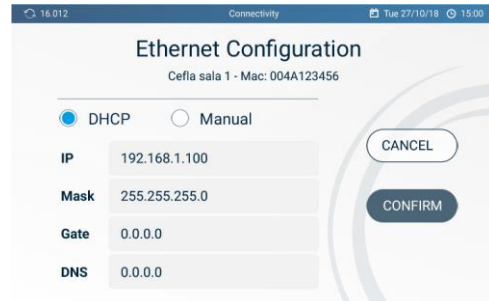 16.012 Connectivity Tue 27/10/18 15:00
Ethernet Configuration
Cefla sala 1 - Mac: 004A123456
DHCP Manual
IP 192.168.1.100
Mask 255.255.255.0
Gate 0.0.0.0
DNS 0.0.0.0
CANCEL
CONFIRM